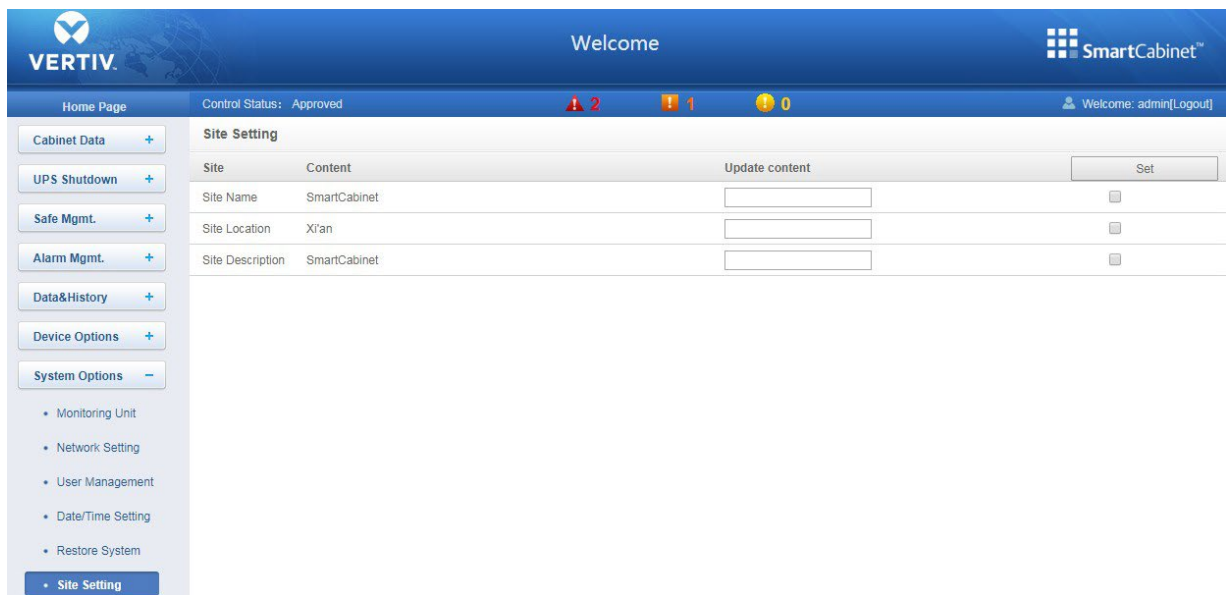 VERTIV.
Welcome
SmartCabinet™
Home Page
Control Status: Approved
2
1
0
Welcome: admin[Logout]
Cabinet Data +
UPS Shutdown +
Safe Mgmt. +
Alarm Mgmt. +
Data&History +
Device Options +
System Options −
• Monitoring Unit
• Network Setting
• User Management
• Date/Time Setting
• Restore System
• Site Setting
Site Setting
Site Content Update content Set
Site Name SmartCabinet
Site Location Xi'an
Site Description SmartCabinet